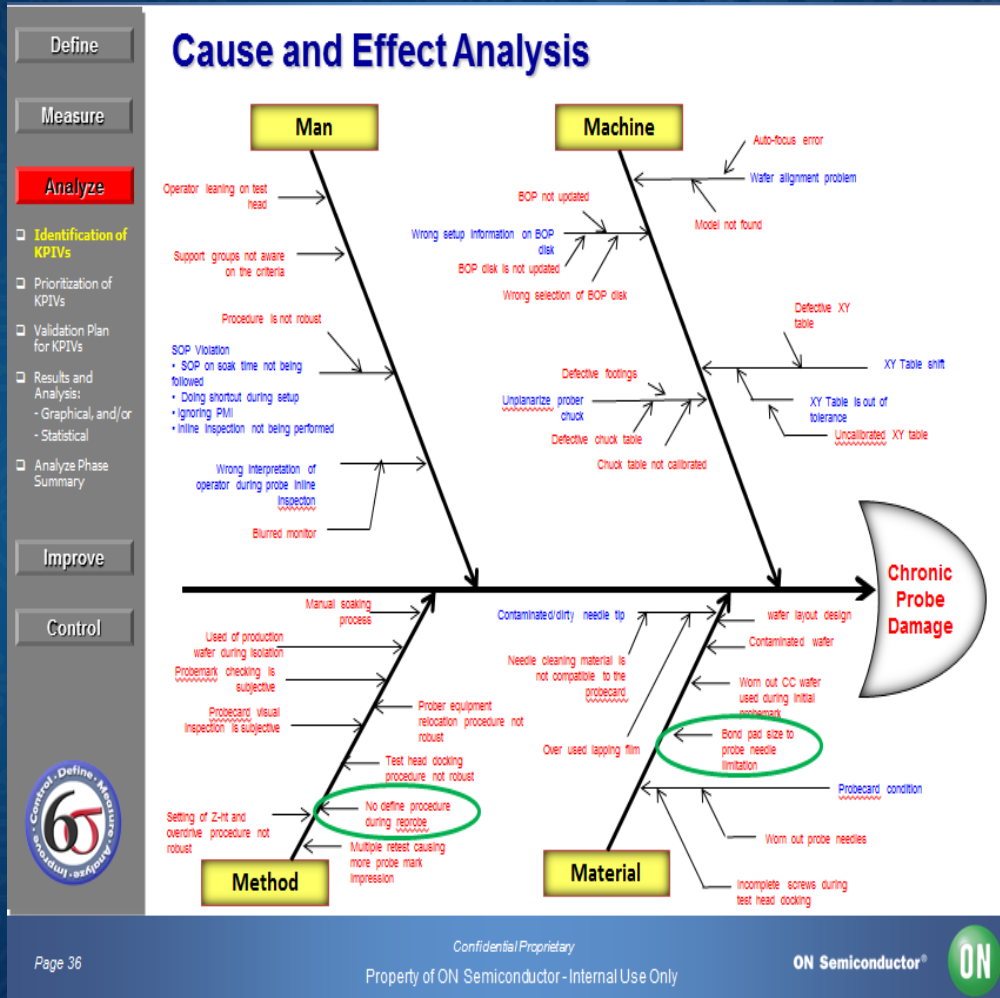 Define
Measure
Analyze
Identification of
KPIVs
Prioritization of
KPIVs
Validation Plan
for KPIVs
Results and
Analysis:
- Graphical, and/or
- Statistical
Analyze Phase
Summary
Improve
Control
Cause and Effect Analysis
Man
Operator leaning on test
head
Support groups not aware
on the criteria
Procedure is not robust
SOP Violation
• SOP on soak time not being
followed
• Doing shortcut during setup
• Ignoring PMI
• Inline inspection not being performed
Wrong interpretation of
operator during probe inline
inspecton
Blurred monitor
Machine
Auto-focus error
Wafer alignment problem
Model not found
BOP not updated
Wrong setup information on BOP
disk
BOP disk is not updated
Wrong selection of BOP disk
Defective XY
table
XY Table shift
XY Table is out of
tolerance
Uncalibrated XY table
Defective footings
Unplanarize prober
chuck
Defective chuck table
Chuck table not calibrated
Chronic
Probe
Damage
Manual soaking
process
Used of production
wafer during isolation
Probemark checking is
subjective
Probecard visual
inspection is subjective
Prober equipment
relocation procedure not
robust
Test head docking
procedure not robust
No define procedure
during reprobe
Setting of Z-ht and
overdrive procedure not
robust
Multiple retest causing
more probe mark
impression
Method
Contaminated/dirty needle tip
Needle cleaning material is
not compatible to the
probecard
Over used lapping film
wafer layout design
Contaminated wafer
Worn out CC wafer
used during initial
probemark
Bond pad size to
probe needle
limitation
Probecard condition
Worn out probe needles
Incomplete screws during
test head docking
Material
Control • Define • Measure • Analyze • Improve •
6σ
Page 36
Confidential Proprietary
Property of ON Semiconductor - Internal Use Only
ON Semiconductor®
ON